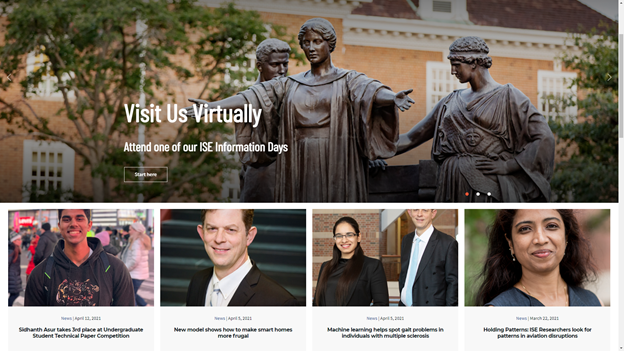 Visit Us Virtually
Attend one of our ISE Information Days
Start here
News | April 12, 2021
Sidhanth Asur takes 3rd place at Undergraduate
Student Technical Paper Competition
News | April 5, 2021
New model shows how to make smart homes
more frugal
News | April 5, 2021
Machine learning helps spot gait problems in
individuals with multiple sclerosis
News | March 22, 2021
Holding Patterns: ISE Researchers look for
patterns in aviation disruptions